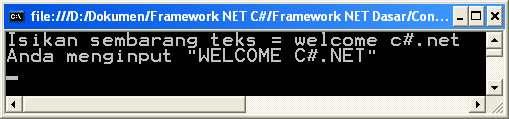 file:///D:/Dokumen/Framework NET C#/Framework NET Dasar/Con...
Isikan sembarang teks = welcome c#.net
Anda menginput "WELCOME C#.NET"